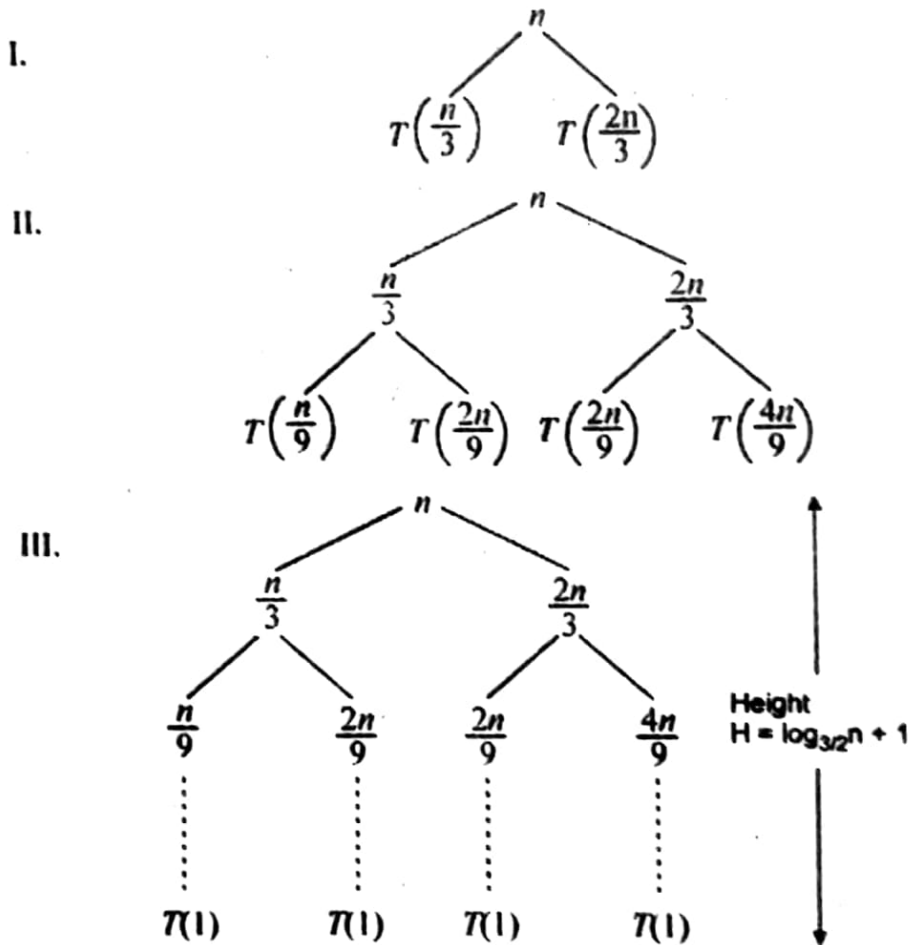 I.
n
T(n/3) T(2n/3)
II.
n
n/3 2n/3
T(n/9) T(2n/9) T(2n/9) T(4n/9)
III.
n
n/3 2n/3
n/9 2n/9 2n/9 4n/9
Height
H = log3/2n + 1
T(1) T(1) T(1) T(1)